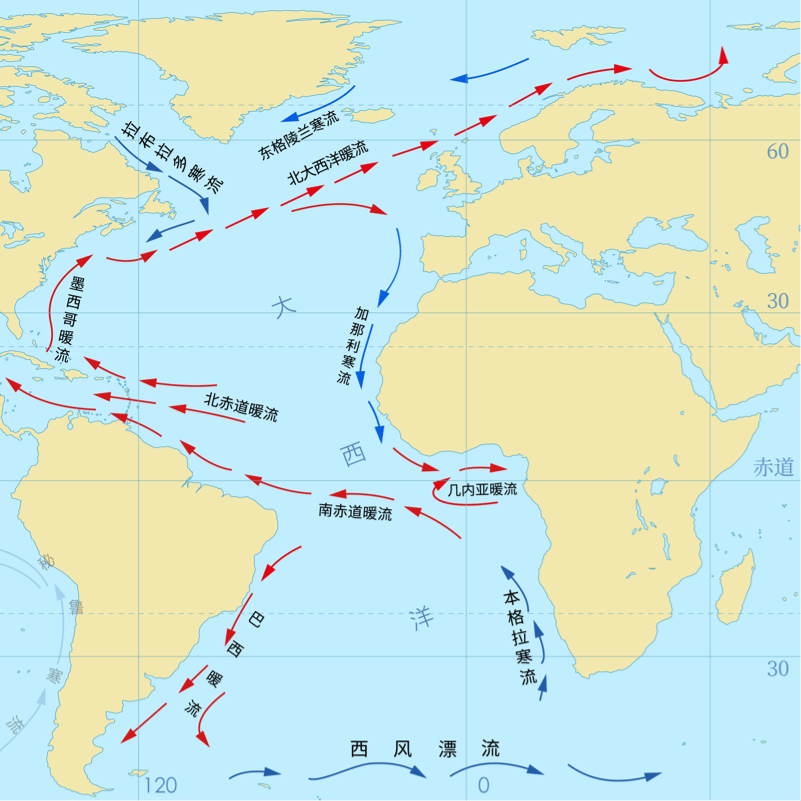 拉布拉多寒流
东格陵兰寒流
北大西洋暖流
60
墨西哥暖流
大
加那利寒流
30
北赤道暖流
西
赤道
几内亚暖流
南赤道暖流
秘鲁寒流
本格拉寒流
巴西暖流
洋
30
西风漂流
120
0